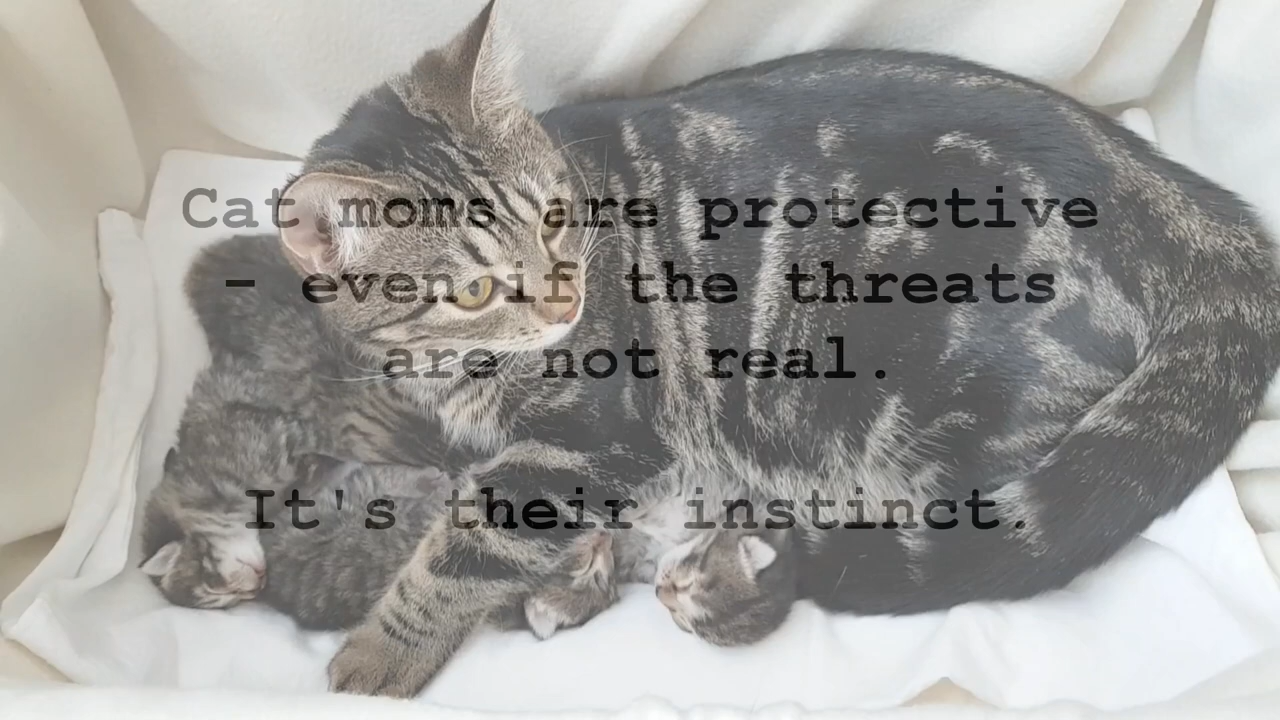 Cat moms are protective
- even if the threats
are not real.
It's their instinct.